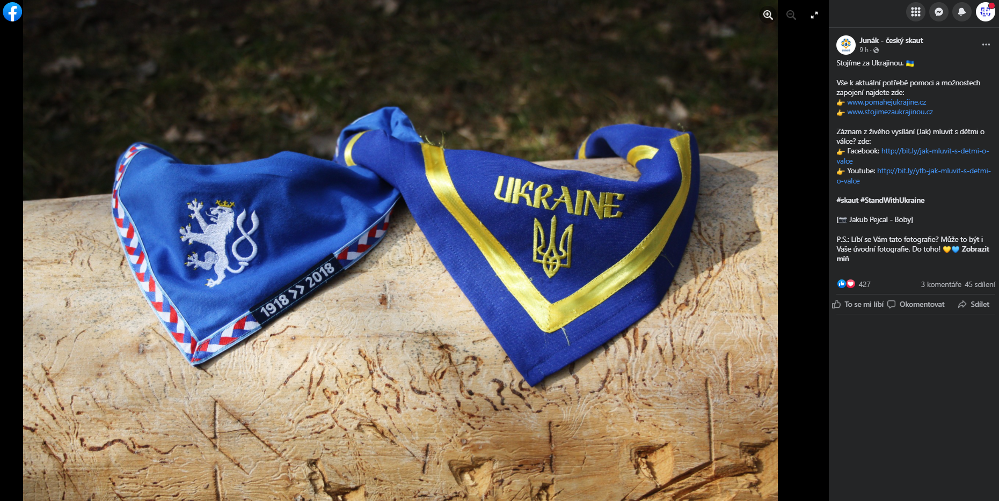 1918 >> 2018
UKRAINE
Junák - český skaut
9 h ·
Stojíme za Ukrajinou. 🇺🇦
Vše k aktuální potřebě pomoci a možnostech
zapojení najdete zde:
👉 www.pomahejukrajine.cz
👉 www.stojimezaukrajinou.cz
Záznam z živého vysílání (Jak) mluvit s dětmi o
válce? zde:
👉 Facebook: http://bit.ly/jak-mluvit-s-detmi-o-
valce
👉 Youtube: http://bit.ly/ytb-jak-mluvit-s-detmi-
o-valce
#skaut #StandWithUkraine
[📷 Jakub Pejcal - Boby]
P.S.: Líbí se Vám tato fotografie? Může to být i
Vaše úvodní fotografie. Do toho! 💛💙 Zobrazit
míň
427 3 komentáře 45 sdílení
To se mi líbí Okomentovat Sdílet